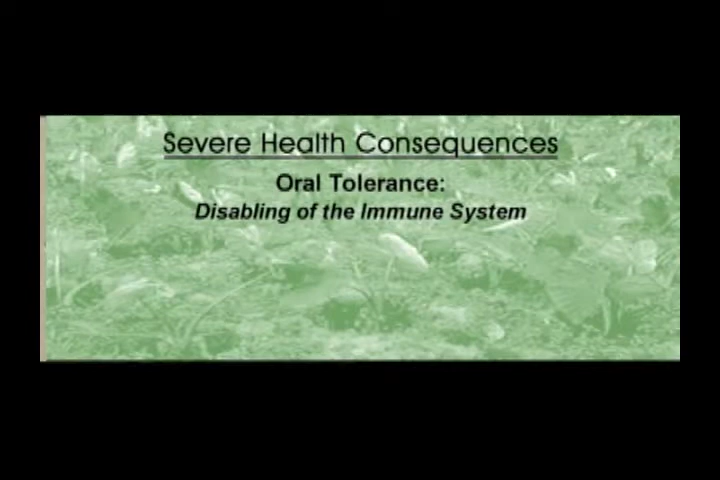 Severe Health Consequences
Oral Tolerance:
Disabling of the Immune System